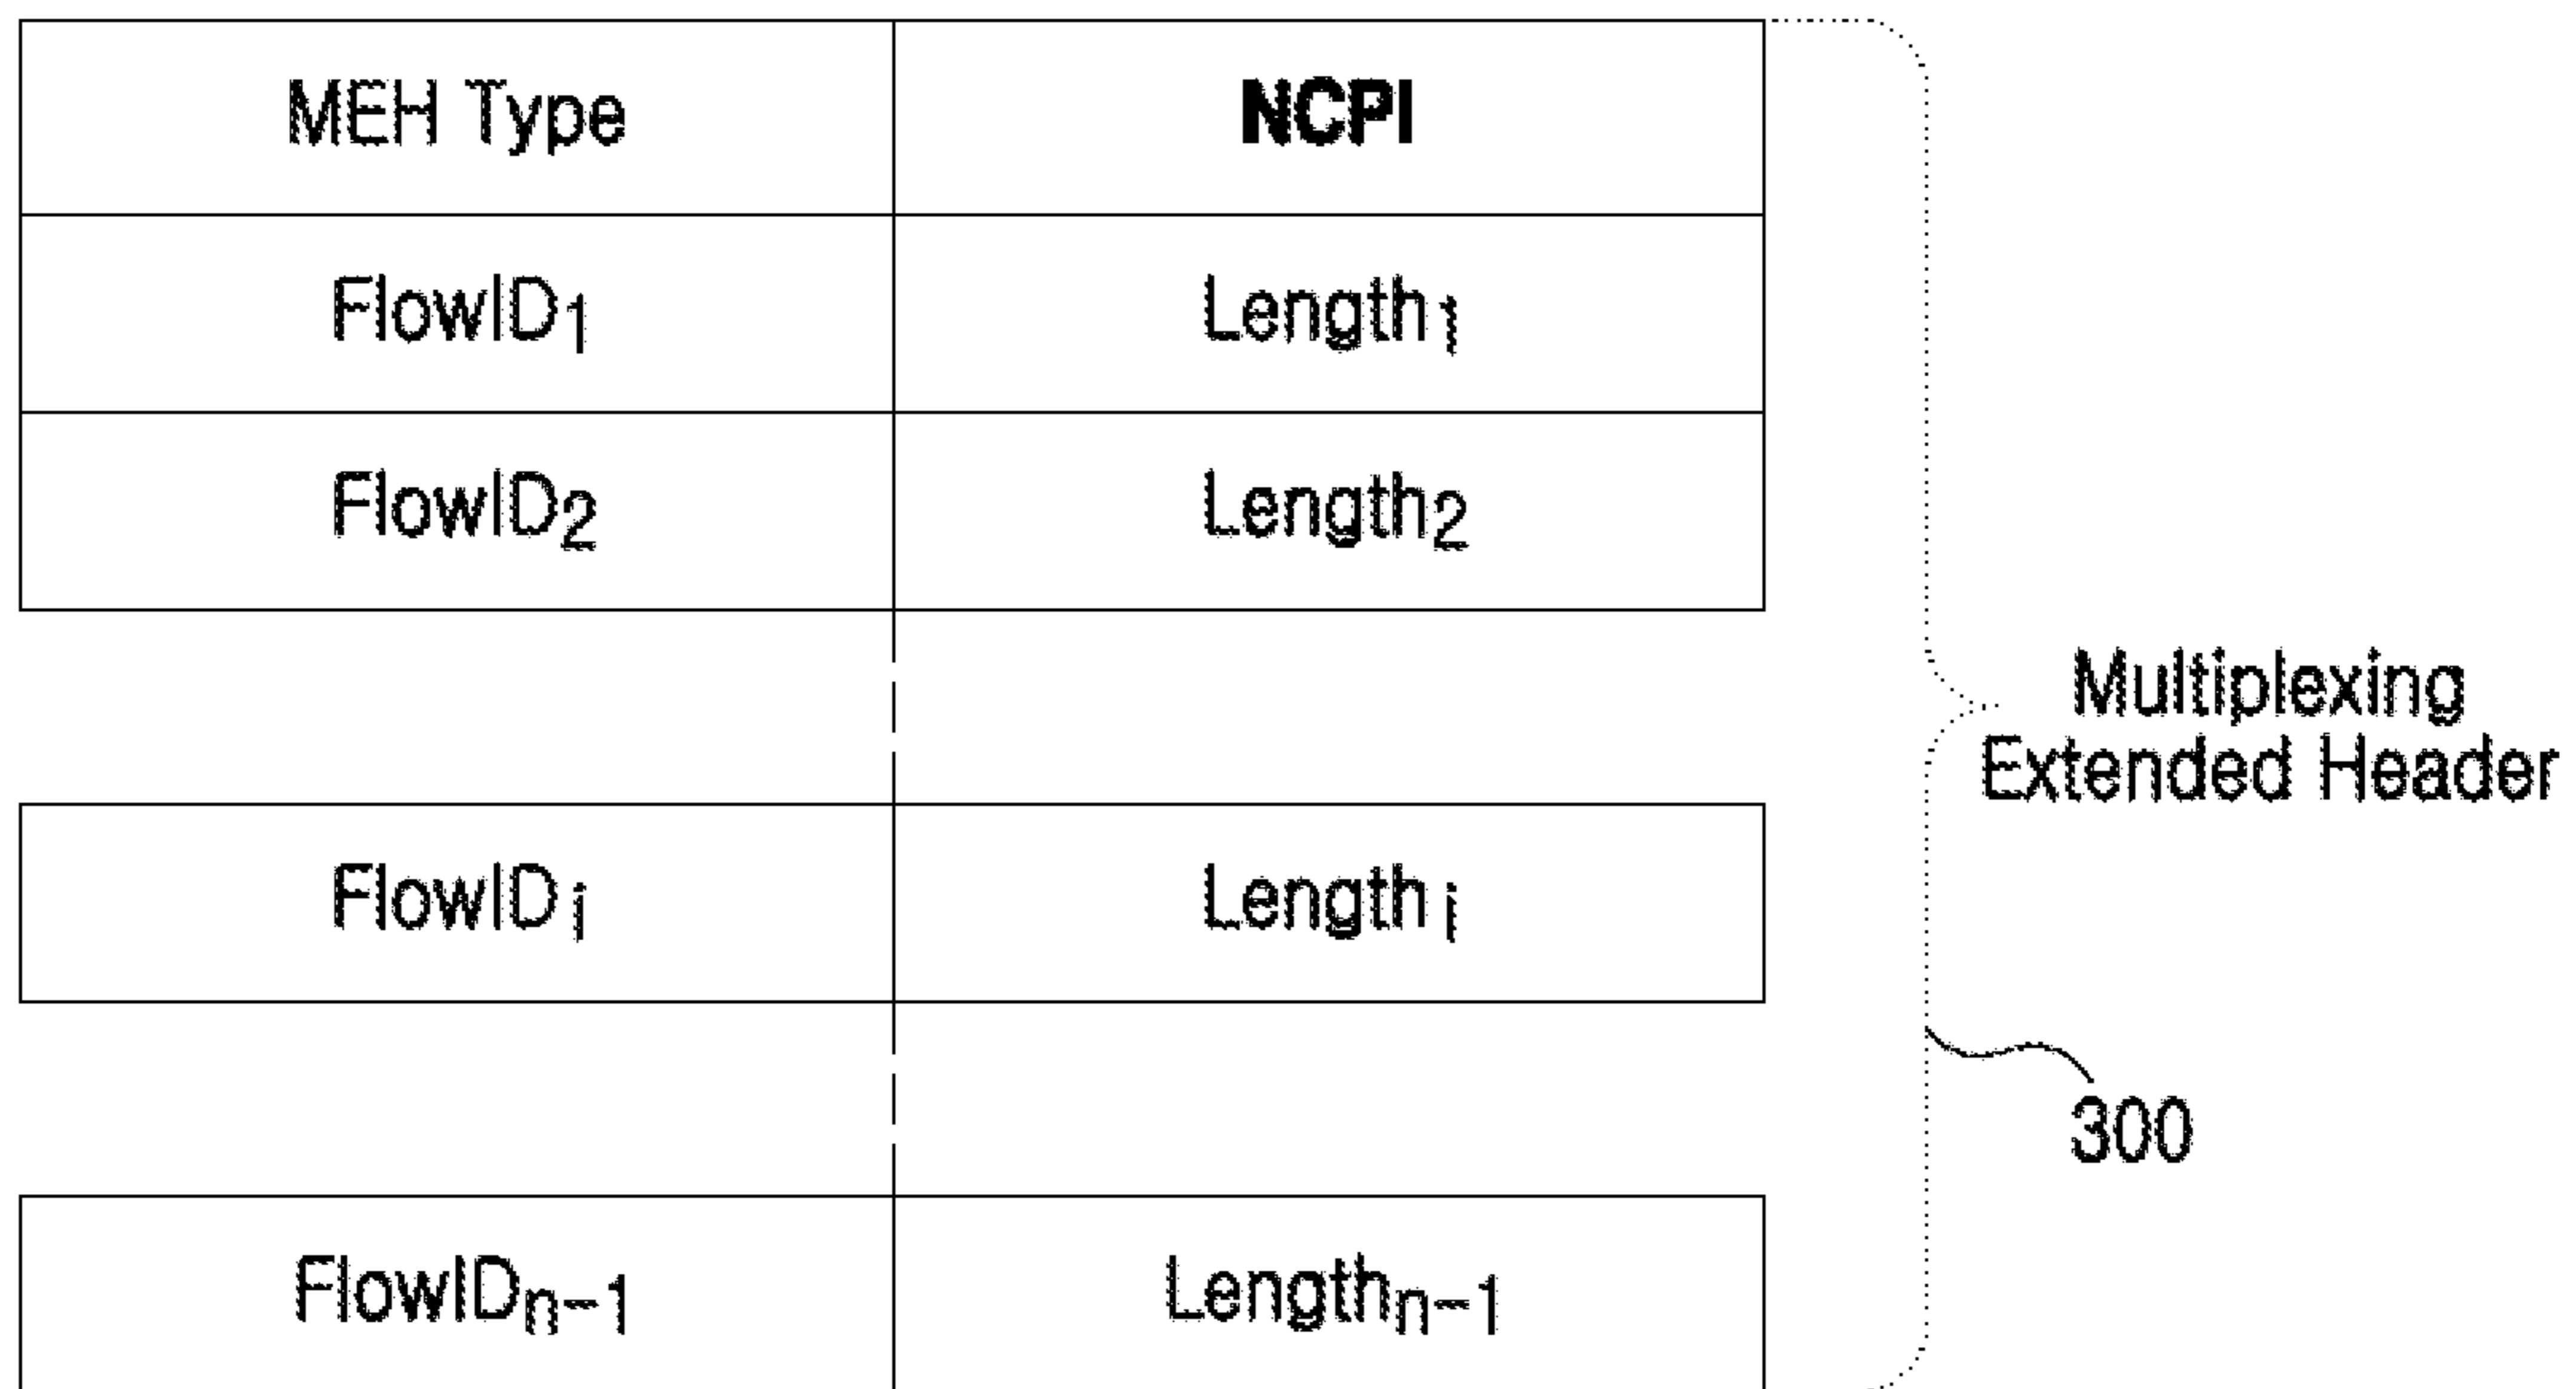 MEH Type NCPI
FlowID1 Length1
FlowID2 Length2
Multiplexing
Extended Header
FlowIDi Lengthi
300
FlowIDn-1 Lengthn-1